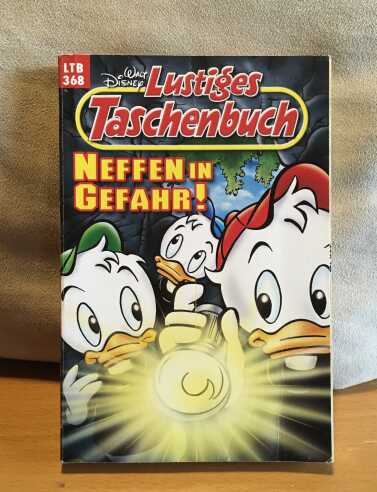 LTB
368
Walt Disney
Lustiges
Taschenbuch
NEFFEN IN
GEFAHR!